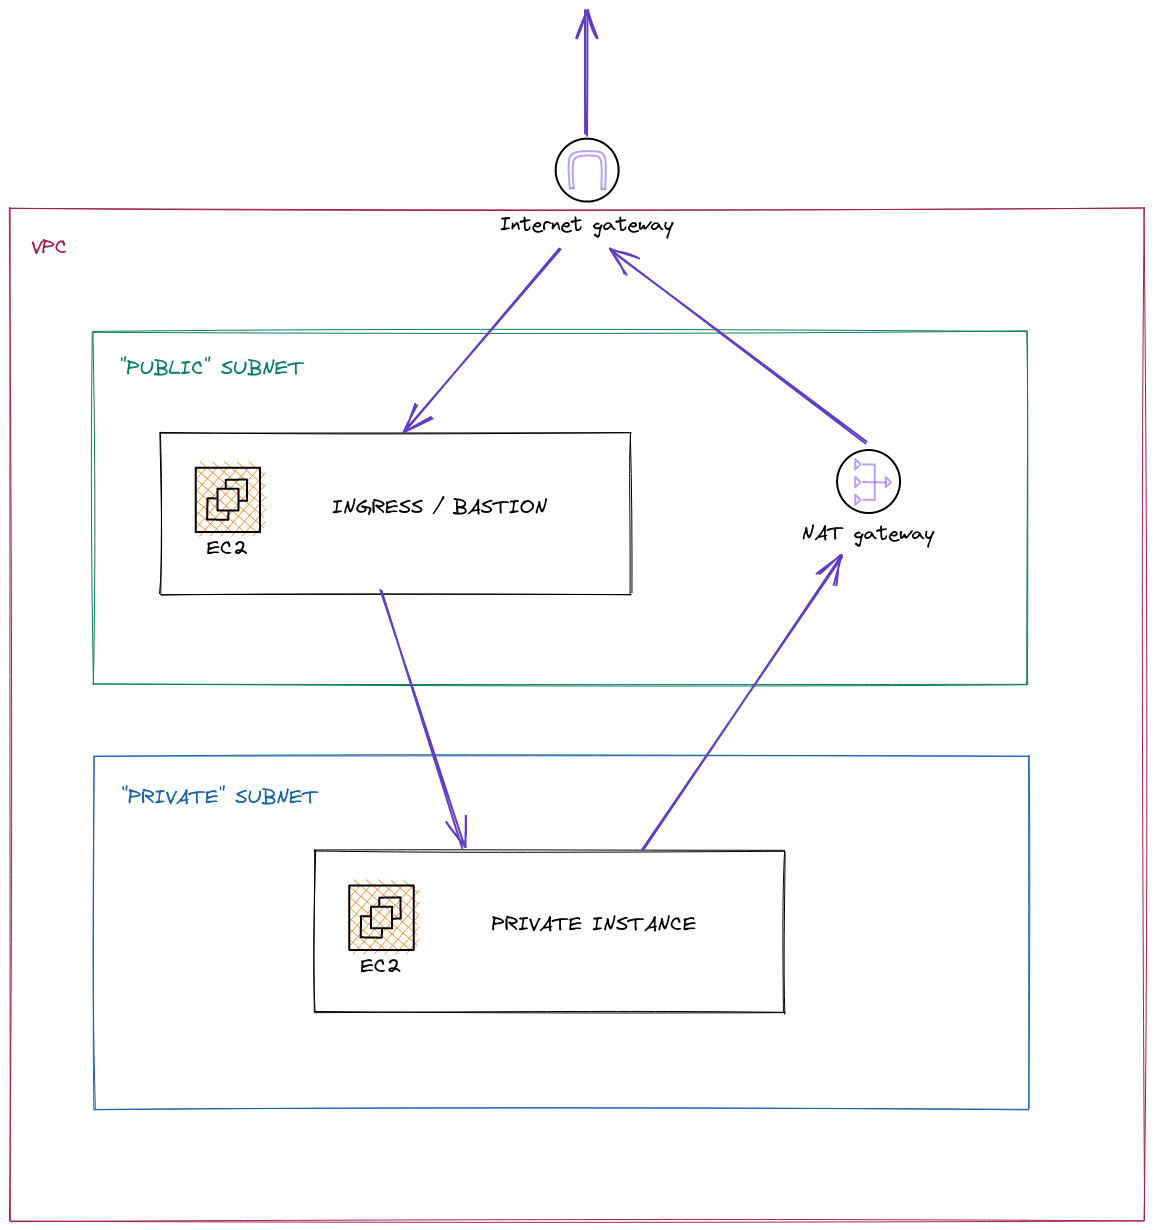 Internet gateway
VPC
"PUBLIC" SUBNET
INGRESS / BASTION
EC2
NAT gateway
"PRIVATE" SUBNET
PRIVATE INSTANCE
EC2